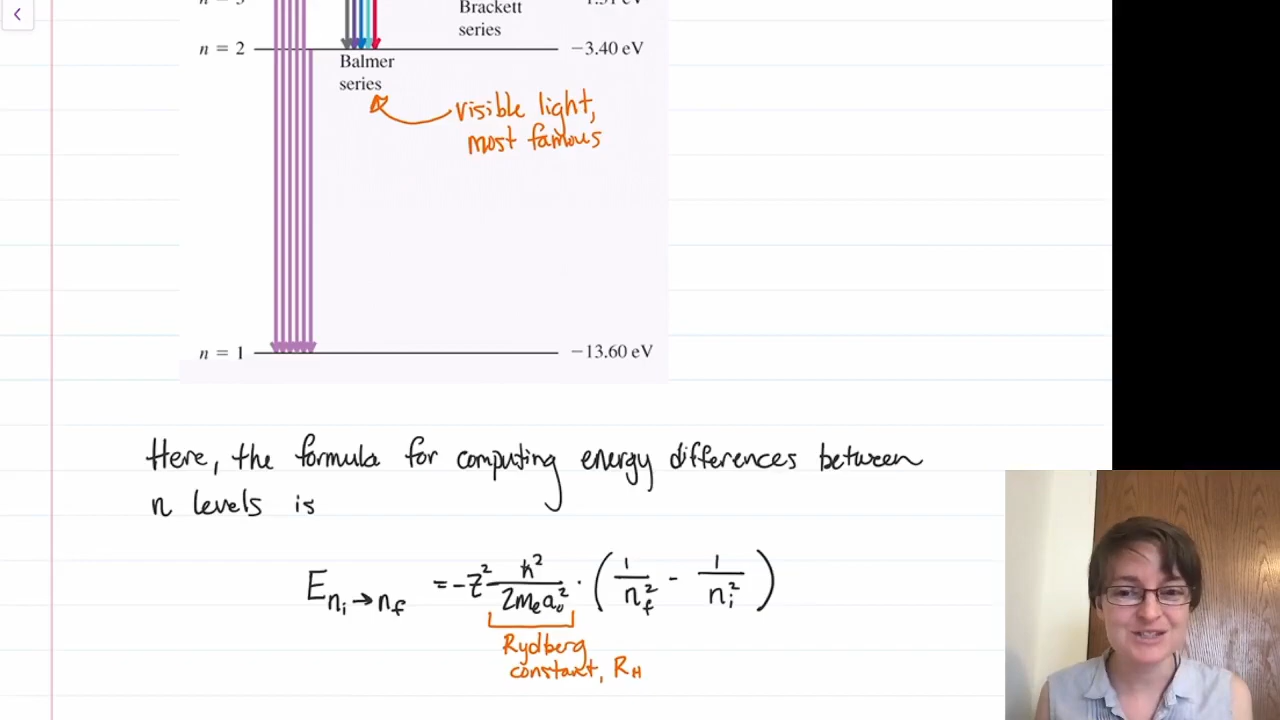 Brackett
series
n = 2
−3.40 eV
Balmer
series
visible light,
most famous
n = 1
−13.60 eV
Here, the formula for computing energy differences between
n levels is
E_{n_i→n_f} = −Z² ℏ²/(2mₑa₀²) · (1/n_f² − 1/n_i²)
Rydberg
constant, R_H